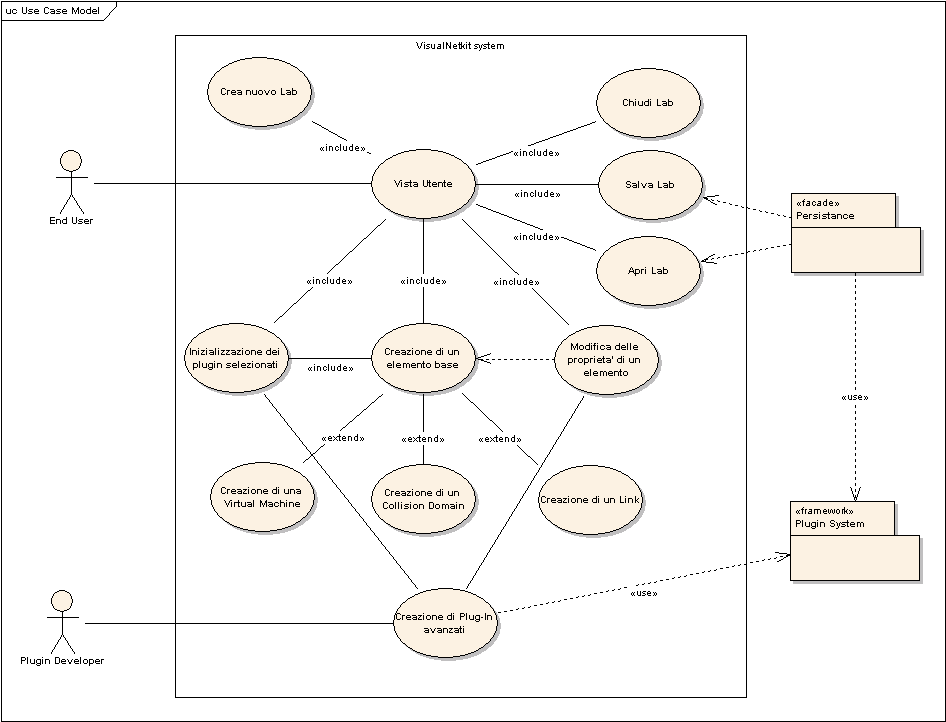 uc Use Case Model
VisualNetkit system
Crea nuovo Lab
Chiudi Lab
«include»
«include»
End User
Vista Utente
«include»
Salva Lab
«facade»
Persistance
«include»
Apri Lab
«include»
«include»
«include»
Inizializzazione dei
plugin selezionati
«include»
Creazione di un
elemento base
Modifica delle
proprieta' di un
elemento
«use»
«extend»
«extend»
«extend»
Creazione di una
Virtual Machine
Creazione di un
Collision Domain
Creazione di un Link
«framework»
Plugin System
«use»
Creazione di Plug-In
avanzati
Plugin Developer